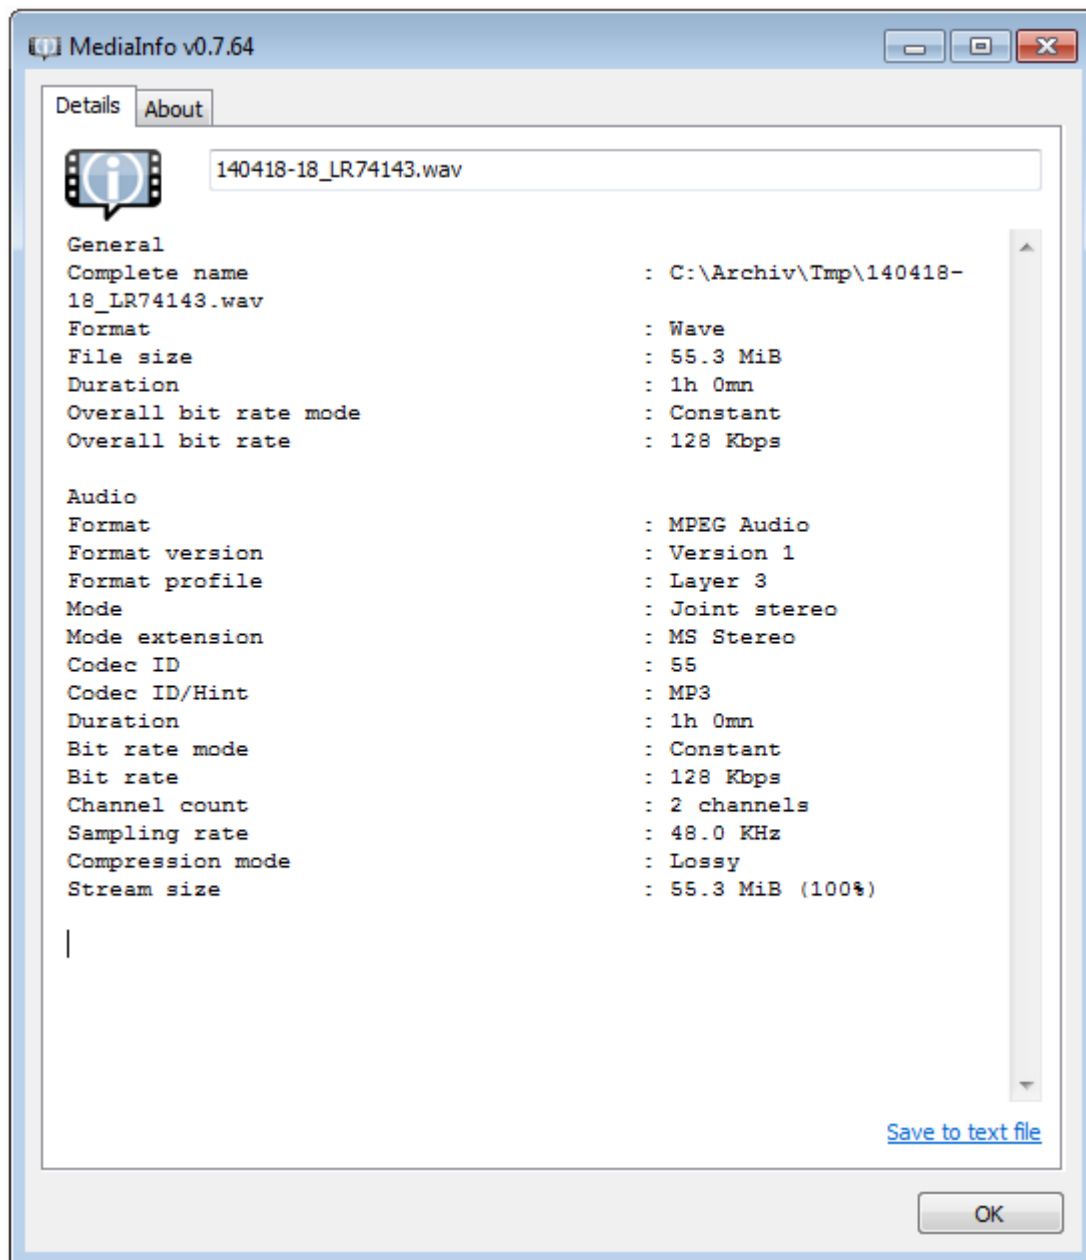 MediaInfo v0.7.64
Details About
140418-18_LR74143.wav
General
Complete name : C:\Archiv\Tmp\140418-
18_LR74143.wav
Format : Wave
File size : 55.3 MiB
Duration : 1h 0mn
Overall bit rate mode : Constant
Overall bit rate : 128 Kbps
Audio
Format : MPEG Audio
Format version : Version 1
Format profile : Layer 3
Mode : Joint stereo
Mode extension : MS Stereo
Codec ID : 55
Codec ID/Hint : MP3
Duration : 1h 0mn
Bit rate mode : Constant
Bit rate : 128 Kbps
Channel count : 2 channels
Sampling rate : 48.0 KHz
Compression mode : Lossy
Stream size : 55.3 MiB (100%)
Save to text file
OK